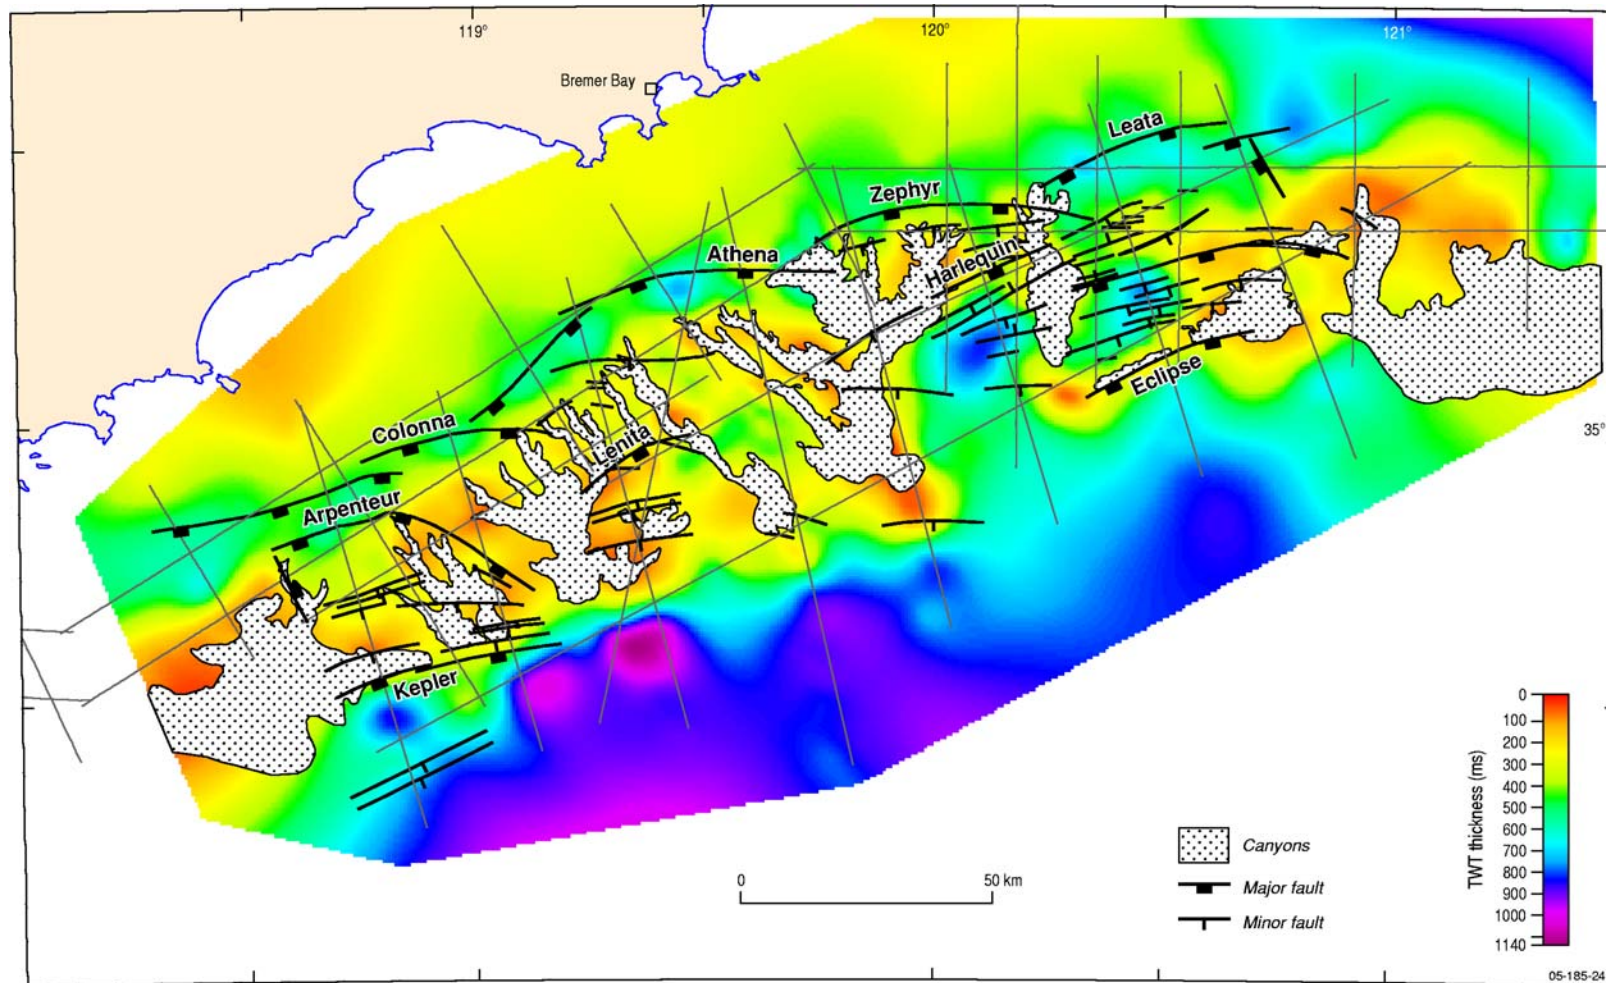 119°
120°
121°
Bremer Bay
Leata
Zephyr
Athena
Harlequin
Eclipse
Colonna
Lenita
35°
Arpenteur
Kepler
TWT thickness (ms)
0
100
200
300
400
500
600
700
800
900
1000
1140
Canyons
Major fault
Minor fault
0 50 km
05-185-24